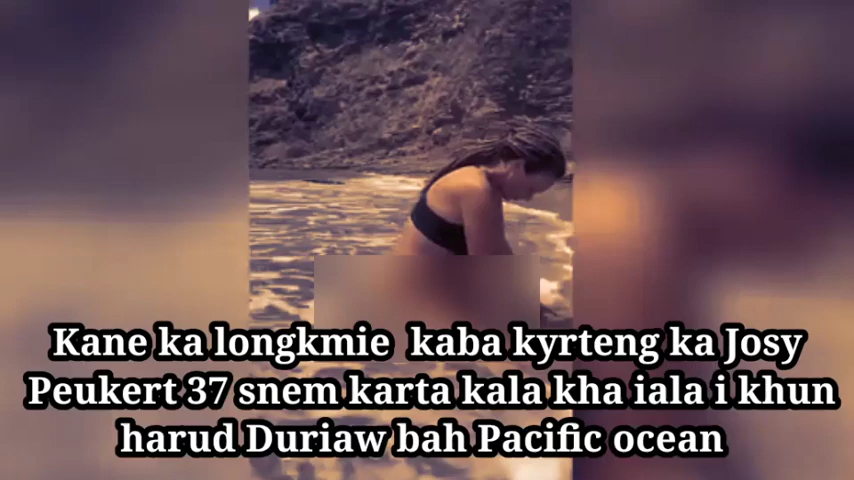 Kane ka longkmie kaba kyrteng ka Josy
Peukert 37 snem karta kala kha iala i khun
harud Duriaw bah Pacific ocean